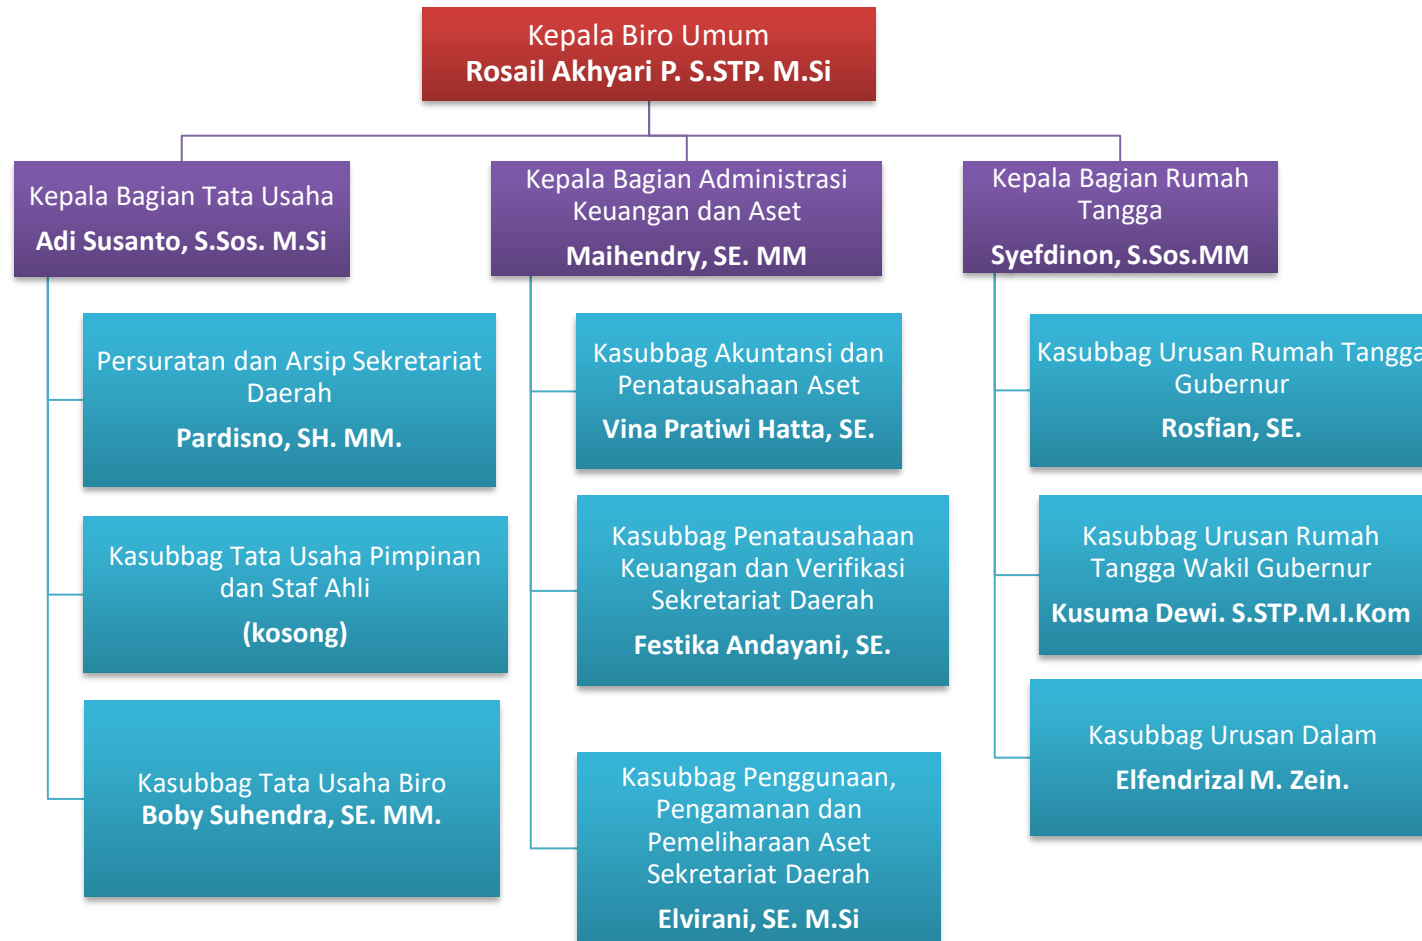 Kepala Biro Umum
Rosail Akhyari P. S.STP. M.Si
Kepala Bagian Tata Usaha
Adi Susanto, S.Sos. M.Si
Persuratan dan Arsip Sekretariat
Daerah
Pardisno, SH. MM.
Kasubbag Tata Usaha Pimpinan
dan Staf Ahli
(kosong)
Kasubbag Tata Usaha Biro
Boby Suhendra, SE. MM.
Kepala Bagian Administrasi
Keuangan dan Aset
Maihendry, SE. MM
Kasubbag Akuntansi dan
Penatausahaan Aset
Vina Pratiwi Hatta, SE.
Kasubbag Penatausahaan
Keuangan dan Verifikasi
Sekretariat Daerah
Festika Andayani, SE.
Kasubbag Penggunaan,
Pengamanan dan
Pemeliharaan Aset
Sekretariat Daerah
Elvirani, SE. M.Si
Kepala Bagian Rumah
Tangga
Syefdinon, S.Sos.MM
Kasubbag Urusan Rumah Tangga
Gubernur
Rosfian, SE.
Kasubbag Urusan Rumah
Tangga Wakil Gubernur
Kusuma Dewi. S.STP.M.I.Kom
Kasubbag Urusan Dalam
Elfendrizal M. Zein.